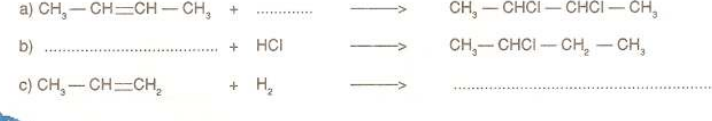 a) CH₃ — CH=CH — CH₃ + ............. ⟶ CH₃ — CHCl — CHCl — CH₃
b) ...................................... + HCl ⟶ CH₃ — CHCl — CH₂ — CH₃
c) CH₃ — CH=CH₂ + H₂ ⟶ ........................................................